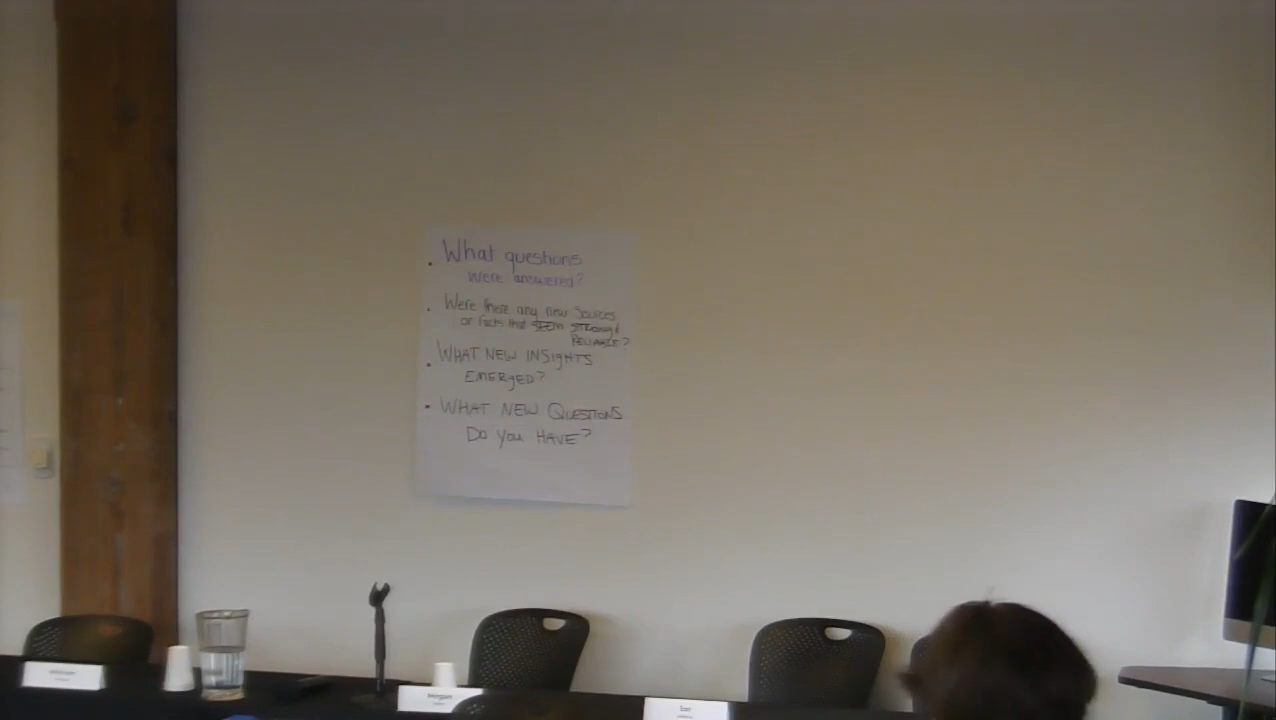 What questions
were answered?
Were there any new sources
or facts that seem strong &
RELIABLE?
WHAT NEW INSIGHTS
EMERGED?
WHAT NEW QUESTIONS
DO YOU HAVE?